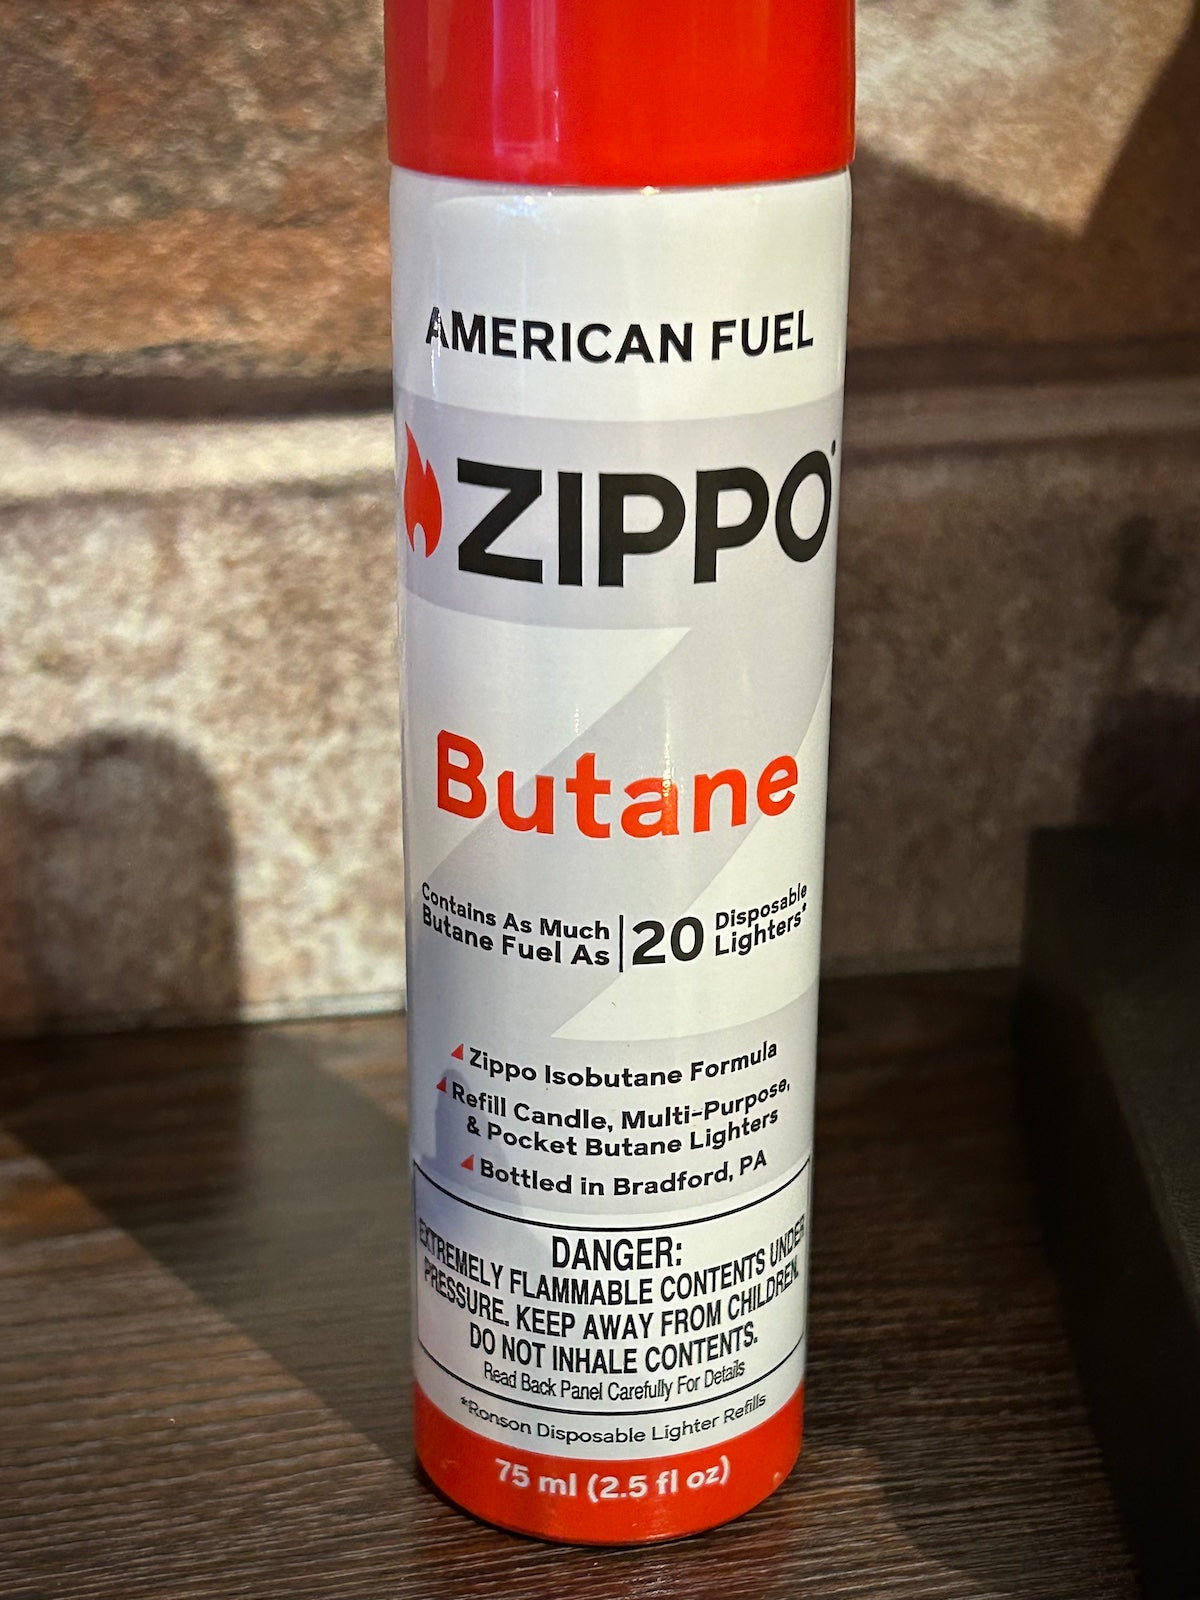 AMERICAN FUEL
ZIPPO
Butane
Contains As Much
Butane Fuel As
20
Disposable
Lighters*
Zippo Isobutane Formula
Refill Candle, Multi-Purpose,
& Pocket Butane Lighters
Bottled in Bradford, PA
DANGER:
EXTREMELY FLAMMABLE CONTENTS UNDER
PRESSURE. KEEP AWAY FROM CHILDREN.
DO NOT INHALE CONTENTS.
Read Back Panel Carefully For Details
*Ronson Disposable Lighter Refills
75 ml (2.5 fl oz)